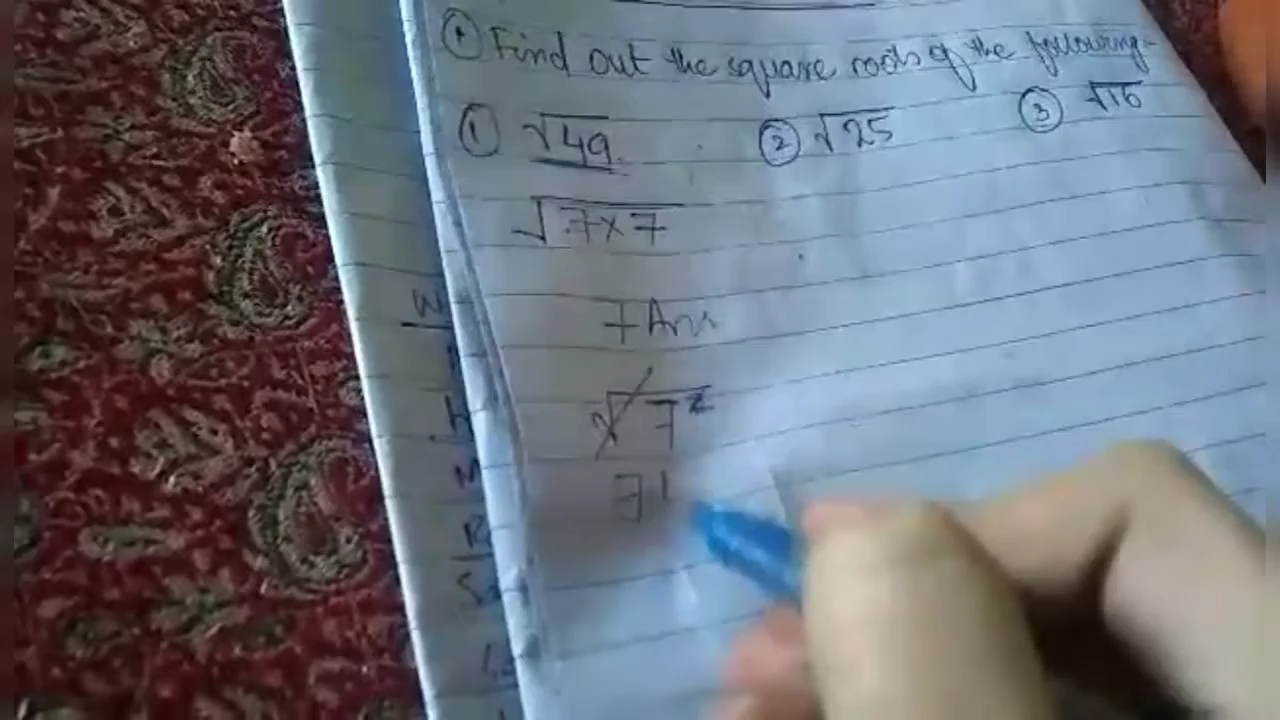 Find out the square roots of the following-
① √49 ② √25 ③ √16
√7×7
7 Ans
√7²
7¹
W
H
M
R